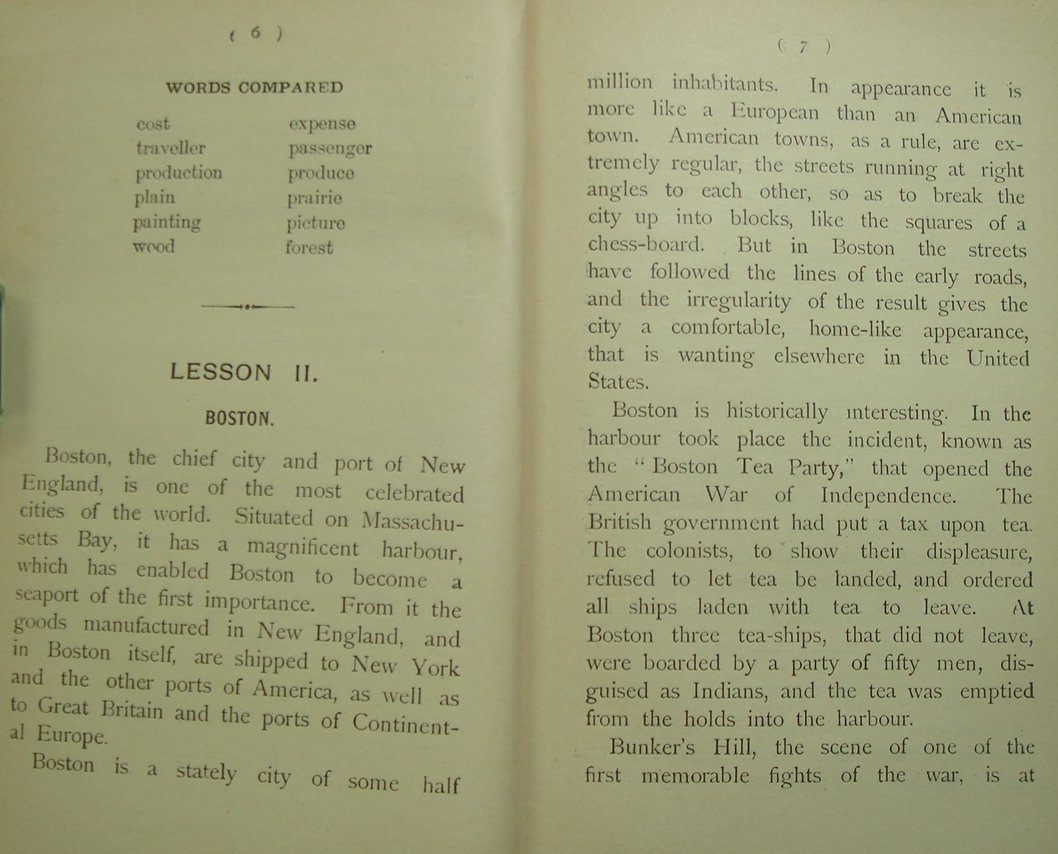 ( 6 )
WORDS COMPARED
cost expense
traveller passenger
production produce
plain prairie
painting picture
wood forest
LESSON II.
BOSTON.
Boston, the chief city and port of New
England, is one of the most celebrated
cities of the world. Situated on Massachu-
setts Bay, it has a magnificent harbour,
which has enabled Boston to become a
seaport of the first importance. From it the
goods manufactured in New England, and
in Boston itself, are shipped to New York
and the other ports of America, as well as
to Great Britain and the ports of Continent-
al Europe.
Boston is a stately city of some half
( 7 )
million inhabitants. In appearance it is
more like a European than an American
town. American towns, as a rule, are ex-
tremely regular, the streets running at right
angles to each other, so as to break the
city up into blocks, like the squares of a
chess-board. But in Boston the streets
have followed the lines of the early roads,
and the irregularity of the result gives the
city a comfortable, home-like appearance,
that is wanting elsewhere in the United
States.
Boston is historically interesting. In the
harbour took place the incident, known as
the “Boston Tea Party,” that opened the
American War of Independence. The
British government had put a tax upon tea.
The colonists, to show their displeasure,
refused to let tea be landed, and ordered
all ships laden with tea to leave. At
Boston three tea-ships, that did not leave,
were boarded by a party of fifty men, dis-
guised as Indians, and the tea was emptied
from the holds into the harbour.
Bunker's Hill, the scene of one of the
first memorable fights of the war, is at